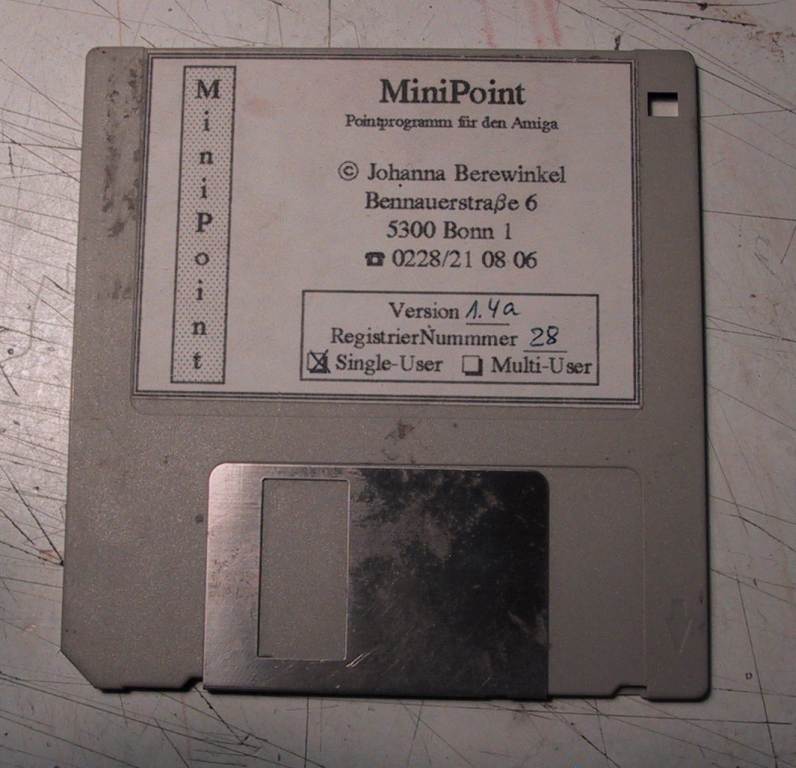 MiniPoint
MiniPoint
Pointprogramm für den Amiga
© Johanna Berewinkel
Bennauerstraße 6
5300 Bonn 1
☎ 0228/21 08 06
Version 1.4a
RegistrierNummmer 28
☒ Single-User ☐ Multi-User